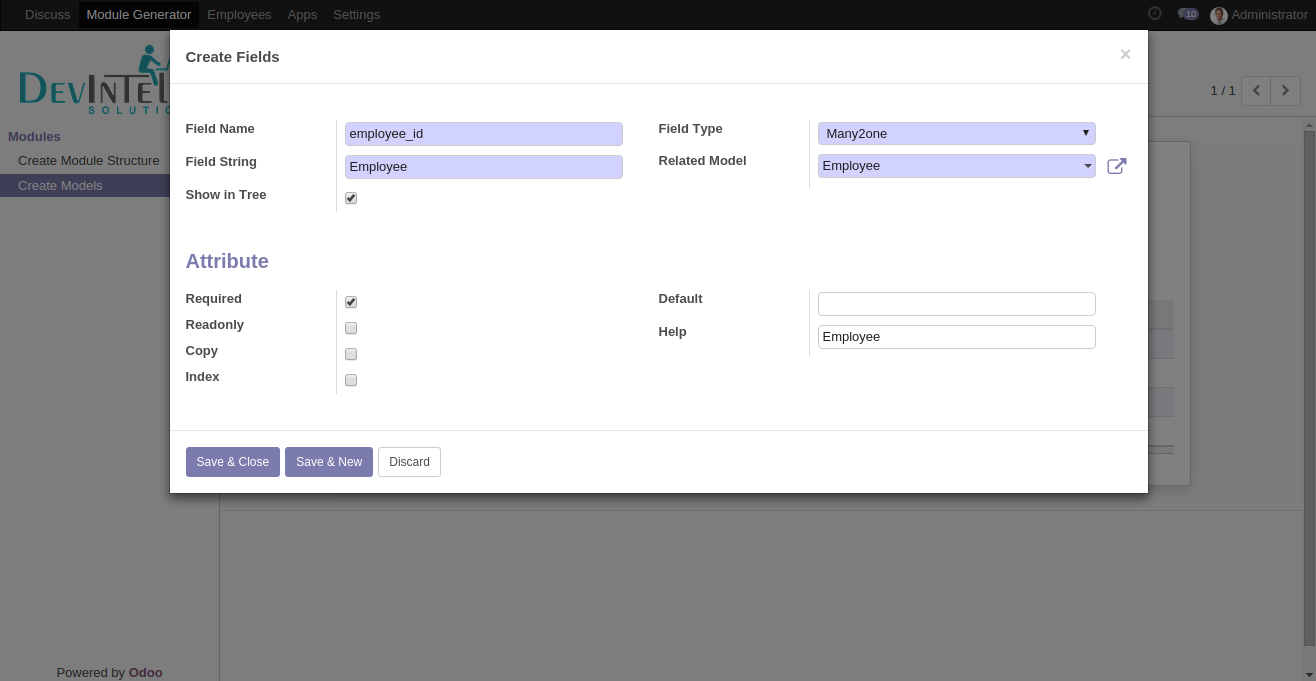 Discuss Module Generator Employees Apps Settings 10 Administrator
Create Fields ×
DEVINTEL
SOLUTIO
1 / 1
Modules
Create Module Structure
Create Models
Field Name employee_id Field Type Many2one
Field String Employee Related Model Employee
Show in Tree
Attribute
Required Default
Readonly Help Employee
Copy
Index
Save & Close Save & New Discard
Powered by Odoo